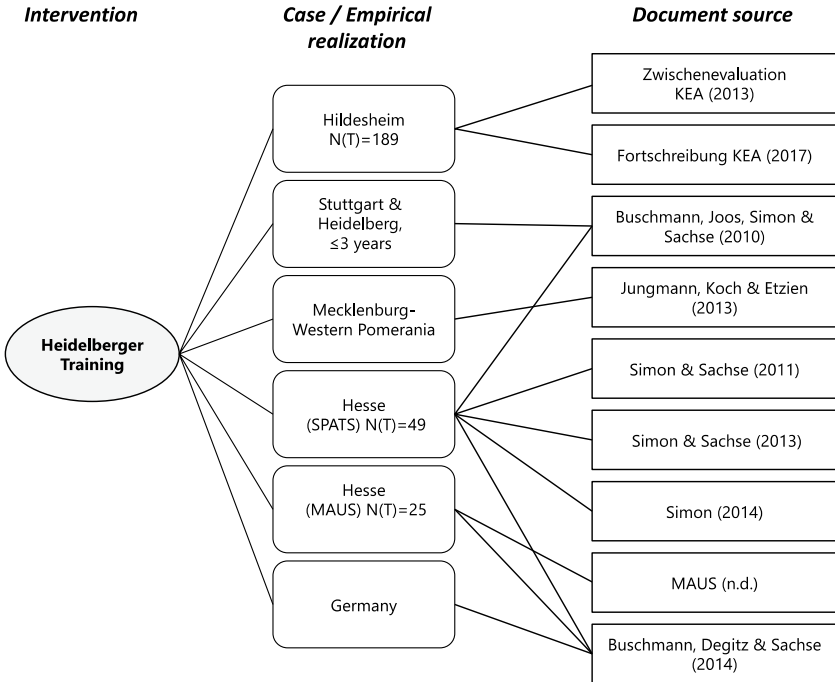 Intervention
Case / Empirical
realization
Document source
Heidelberger
Training
Hildesheim
N(T)=189
Stuttgart &
Heidelberg,
≤3 years
Mecklenburg-
Western Pomerania
Hesse
(SPATS) N(T)=49
Hesse
(MAUS) N(T)=25
Germany
Zwischenevaluation
KEA (2013)
Fortschreibung KEA (2017)
Buschmann, Joos, Simon &
Sachse (2010)
Jungmann, Koch & Etzien
(2013)
Simon & Sachse (2011)
Simon & Sachse (2013)
Simon (2014)
MAUS (n.d.)
Buschmann, Degitz & Sachse
(2014)